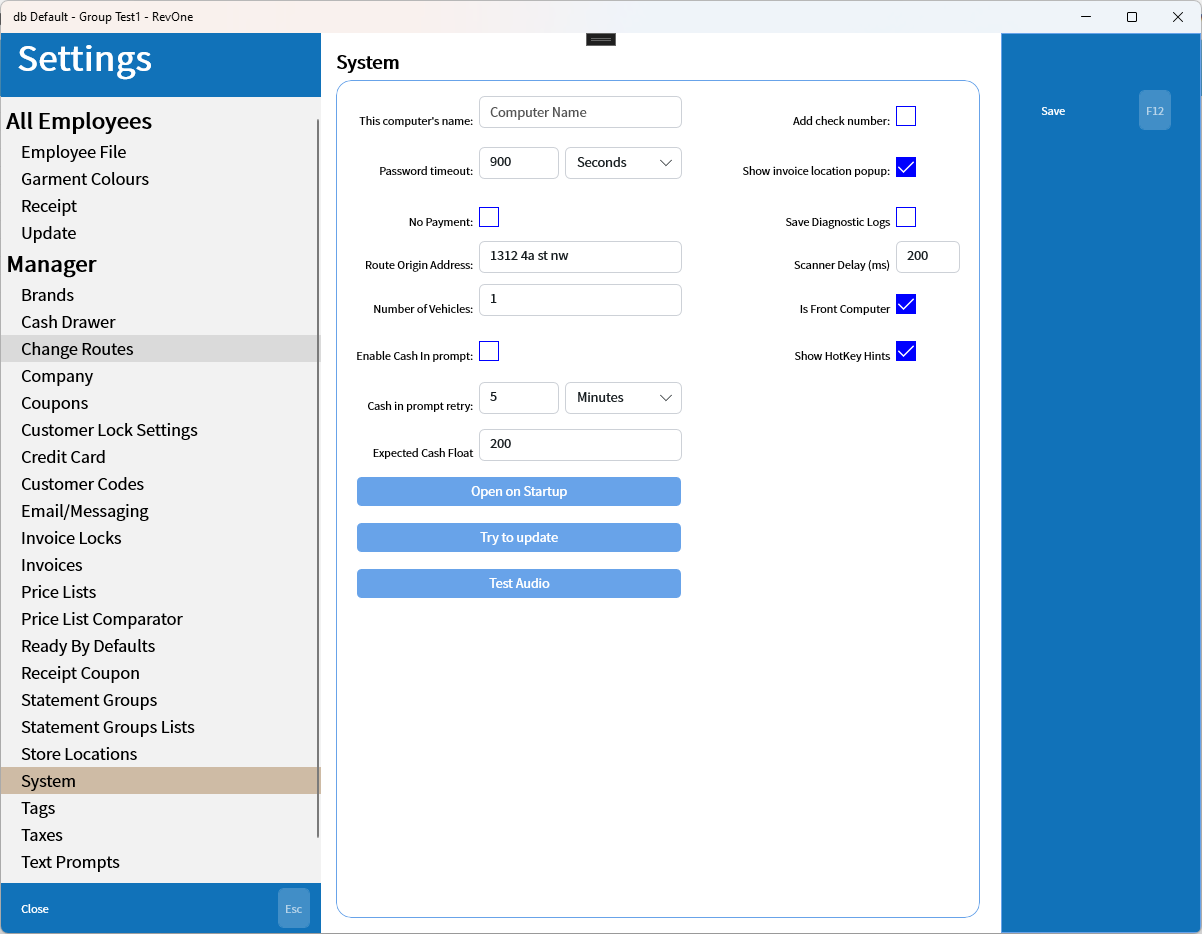 db Default - Group Test1 - RevOne
Settings
All Employees
Employee File
Garment Colours
Receipt
Update
Manager
Brands
Cash Drawer
Change Routes
Company
Coupons
Customer Lock Settings
Credit Card
Customer Codes
Email/Messaging
Invoice Locks
Invoices
Price Lists
Price List Comparator
Ready By Defaults
Receipt Coupon
Statement Groups
Statement Groups Lists
Store Locations
System
Tags
Taxes
Text Prompts
Close Esc
System
This computer's name: Computer Name
Password timeout: 900 Seconds
No Payment:
Route Origin Address: 1312 4a st nw
Number of Vehicles: 1
Enable Cash In prompt:
Cash in prompt retry: 5 Minutes
Expected Cash Float 200
Open on Startup
Try to update
Test Audio
Add check number:
Show invoice location popup:
Save Diagnostic Logs
Scanner Delay (ms) 200
Is Front Computer
Show HotKey Hints
Save F12